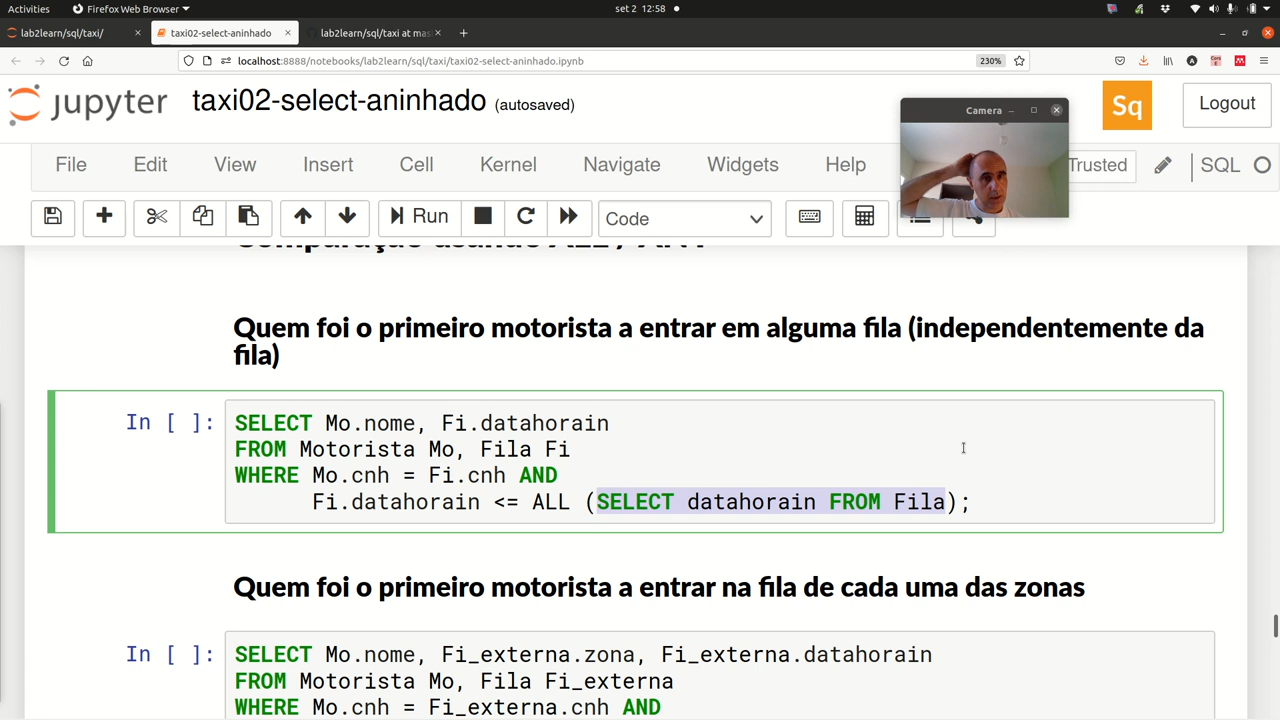 Activities Firefox Web Browser set 2 12:58
lab2learn/sql/taxi/ taxi02-select-aninhado lab2learn/sql/taxi at mas
localhost:8888/notebooks/lab2learn/sql/taxi/taxi02-select-aninhado.ipynb 230%
jupyter taxi02-select-aninhado (autosaved) Sq Logout
Camera
File Edit View Insert Cell Kernel Navigate Widgets Help Trusted SQL
Run Code
Quem foi o primeiro motorista a entrar em alguma fila (independentemente da
fila)
In [ ]: SELECT Mo.nome, Fi.datahorain
FROM Motorista Mo, Fila Fi
WHERE Mo.cnh = Fi.cnh AND
Fi.datahorain <= ALL (SELECT datahorain FROM Fila);
Quem foi o primeiro motorista a entrar na fila de cada uma das zonas
In [ ]: SELECT Mo.nome, Fi_externa.zona, Fi_externa.datahorain
FROM Motorista Mo, Fila Fi_externa
WHERE Mo.cnh = Fi_externa.cnh AND